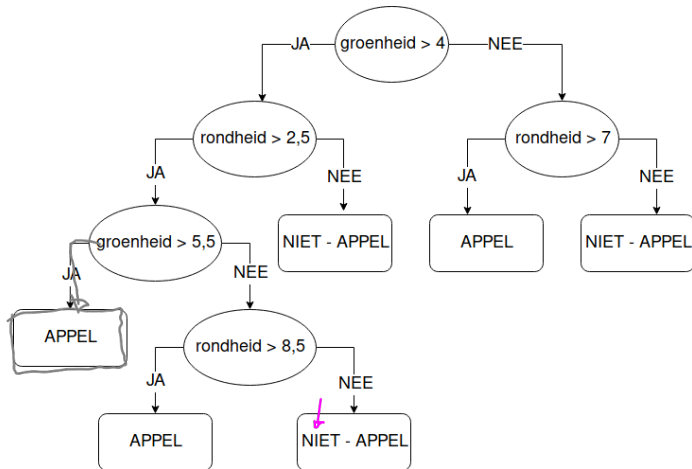 groenheid > 4
JA
NEE
rondheid > 2,5
rondheid > 7
JA
NEE
JA
NEE
groenheid > 5,5
NIET - APPEL
APPEL
NIET - APPEL
JA
NEE
APPEL
rondheid > 8,5
JA
NEE
APPEL
NIET - APPEL